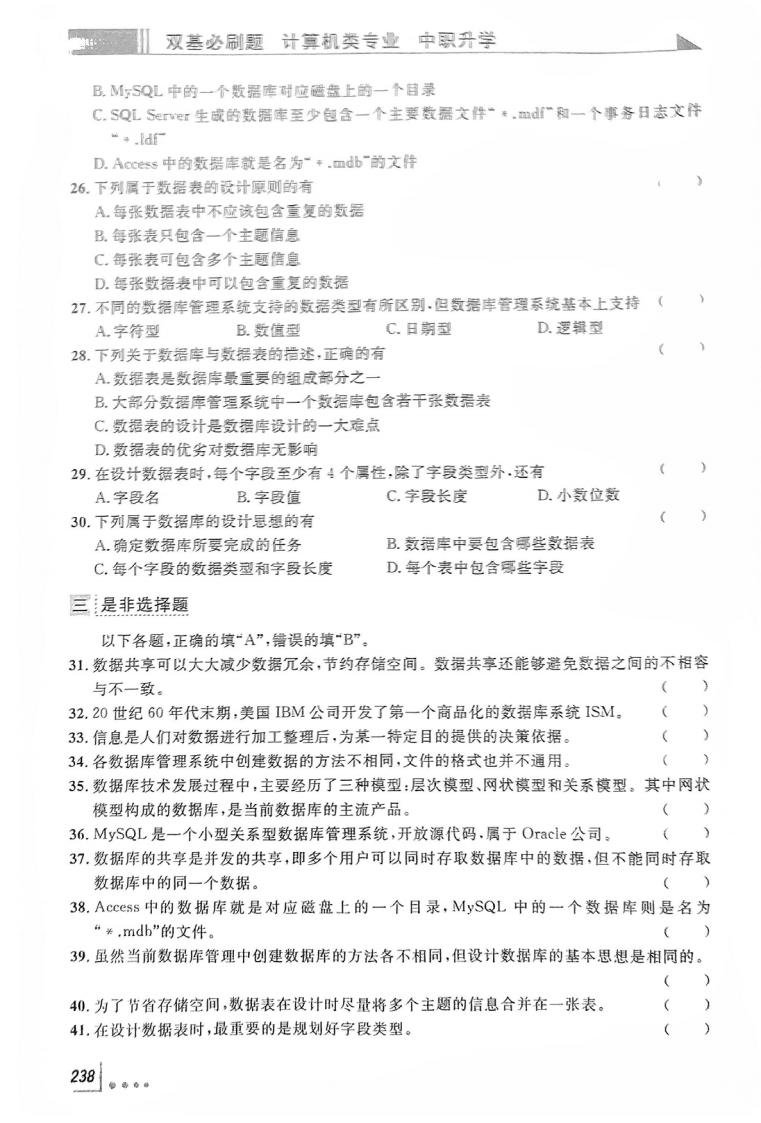 双基必刷题 计算机类专业 中职升学
B. MySQL 中的一个数据库对应磁盘上的一个目录
C. SQL Server 生成的数据库至少包含一个主要数据文件“*.mdf”和一个事务日志文件
“*.ldf”
D. Access 中的数据库就是名为“*.mdb”的文件
26. 下列属于数据表的设计原则的有 ( )
A. 每张数据表中不应该包含重复的数据
B. 每张表只包含一个主题信息
C. 每张表可包含多个主题信息
D. 每张数据表中可以包含重复的数据
27. 不同的数据库管理系统支持的数据类型有所区别,但数据库管理系统基本上支持 ( )
A. 字符型 B. 数值型 C. 日期型 D. 逻辑型
28. 下列关于数据库与数据表的描述,正确的有 ( )
A. 数据表是数据库最重要的组成部分之一
B. 大部分数据库管理系统中一个数据库包含若干张数据表
C. 数据表的设计是数据库设计的一大难点
D. 数据表的优劣对数据库无影响
29. 在设计数据表时,每个字段至少有 4 个属性,除了字段类型外,还有 ( )
A. 字段名 B. 字段值 C. 字段长度 D. 小数位数
30. 下列属于数据库的设计思想的有 ( )
A. 确定数据库所要完成的任务 B. 数据库中要包含哪些数据表
C. 每个字段的数据类型和字段长度 D. 每个表中包含哪些字段
三 是非选择题
以下各题,正确的填“A”,错误的填“B”。
31. 数据共享可以大大减少数据冗余,节约存储空间。数据共享还能够避免数据之间的不相容
与不一致。 ( )
32. 20 世纪 60 年代末期,美国 IBM 公司开发了第一个商品化的数据库系统 ISM。 ( )
33. 信息是人们对数据进行加工整理后,为某一特定目的提供的决策依据。 ( )
34. 各数据库管理系统中创建数据的方法不相同,文件的格式也并不通用。 ( )
35. 数据库技术发展过程中,主要经历了三种模型:层次模型、网状模型和关系模型。其中网状
模型构成的数据库,是当前数据库的主流产品。 ( )
36. MySQL 是一个小型关系型数据库管理系统,开放源代码,属于 Oracle 公司。 ( )
37. 数据库的共享是并发的共享,即多个用户可以同时存取数据库中的数据,但不能同时存取
数据库中的同一个数据。 ( )
38. Access 中的数据库就是对应磁盘上的一个目录,MySQL 中的一个数据库则是名为
“*.mdb”的文件。 ( )
39. 虽然当前数据库管理中创建数据库的方法各不相同,但设计数据库的基本思想是相同的。
( )
40. 为了节省存储空间,数据表在设计时尽量将多个主题的信息合并在一张表。 ( )
41. 在设计数据表时,最重要的是规划好字段类型。 ( )
238